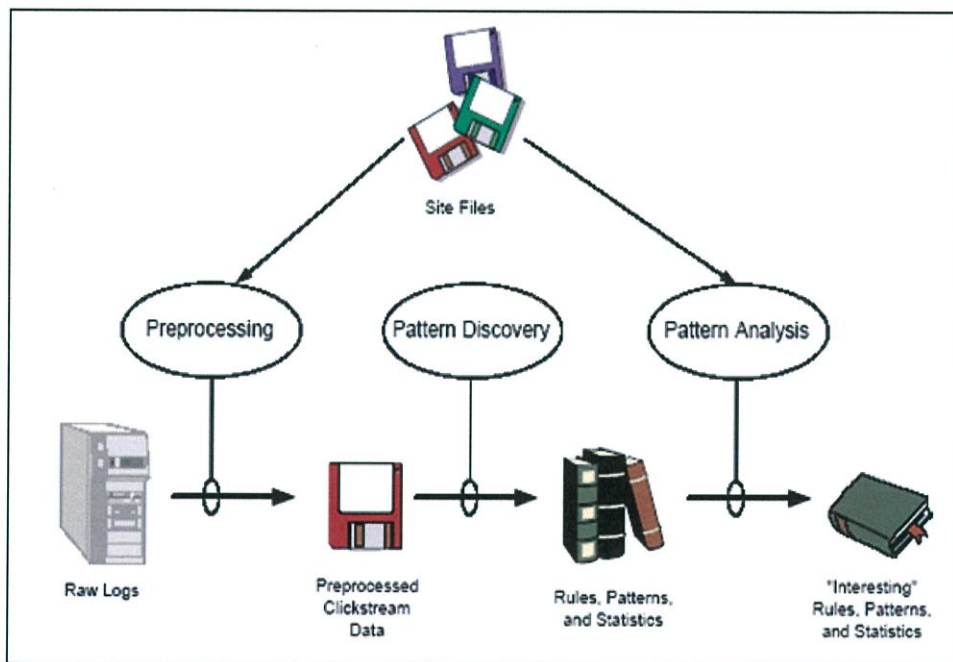 Site Files
Preprocessing
Pattern Discovery
Pattern Analysis
Raw Logs
Preprocessed
Clickstream
Data
Rules, Patterns,
and Statistics
"Interesting"
Rules, Patterns,
and Statistics